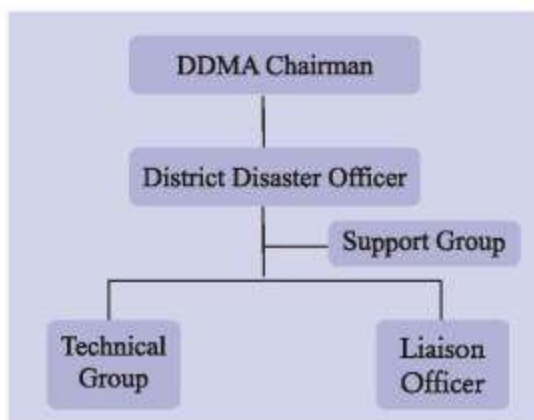 DDMA Chairman
District Disaster Officer
Support Group
Technical
Group
Liaison
Officer